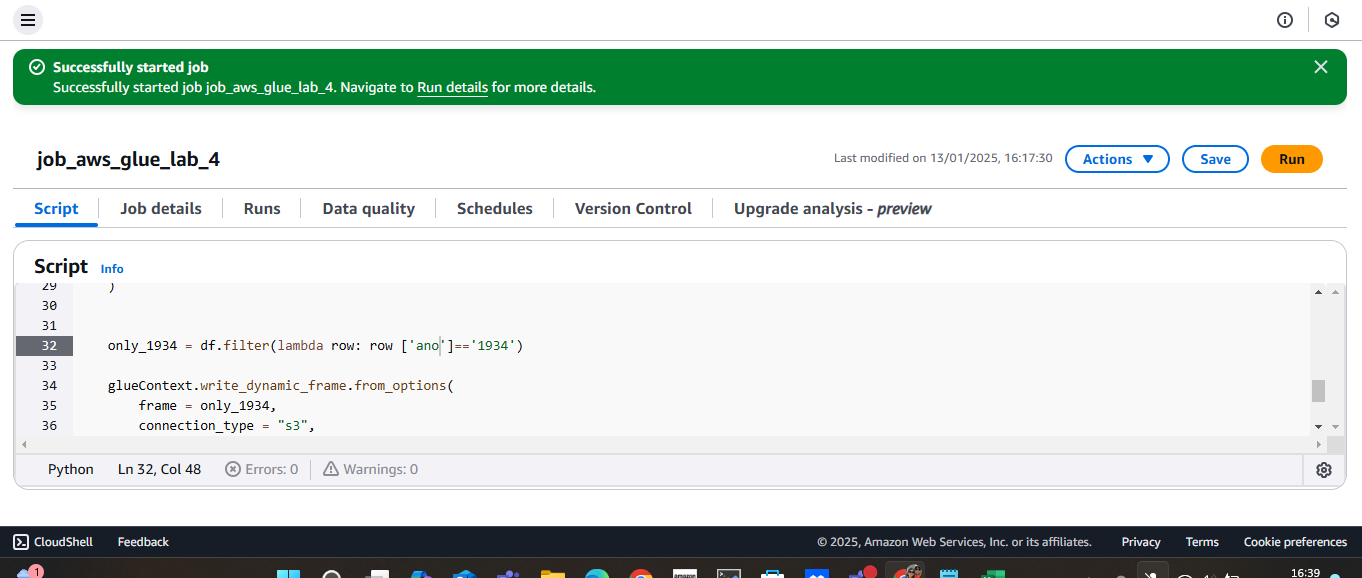 Successfully started job
Successfully started job job_aws_glue_lab_4. Navigate to Run details for more details.
job_aws_glue_lab_4
Last modified on 13/01/2025, 16:17:30
Actions
Save
Run
Script
Job details
Runs
Data quality
Schedules
Version Control
Upgrade analysis - preview
Script Info
29 )
30
31
32 only_1934 = df.filter(lambda row: row ['ano']=='1934')
33
34 glueContext.write_dynamic_frame.from_options(
35 frame = only_1934,
36 connection_type = "s3",
Python Ln 32, Col 48 Errors: 0 Warnings: 0
CloudShell Feedback © 2025, Amazon Web Services, Inc. or its affiliates. Privacy Terms Cookie preferences
1
16:39